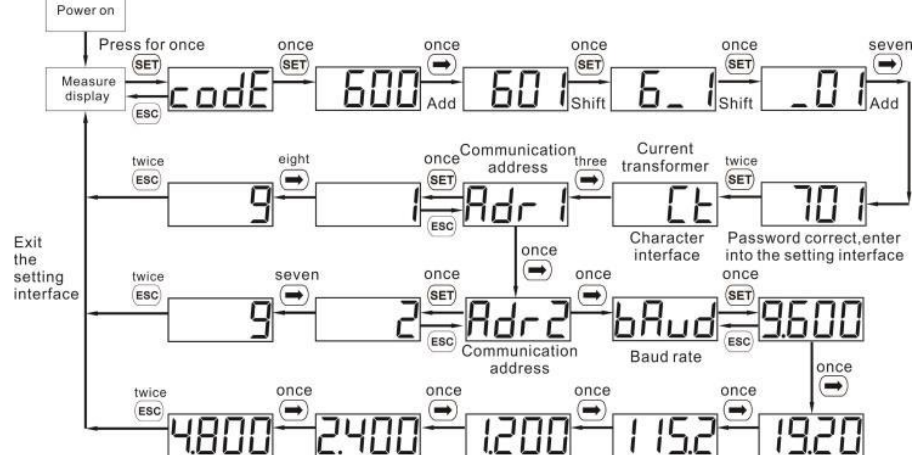 Power on
Press for once
once
once
once
once
seven
SET
SET
➡
SET
SET
➡
Measure
display
codE
600
Add
601
Shift
6_1
Shift
_01
Add
ESC
Communication
address
Current
transformer
twice
eight
once
three
twice
ESC
➡
SET
➡
SET
9
1
Adr1
Ct
701
ESC
Character
interface
Password correct,enter
into the setting interface
once
➡
Exit
the
setting
interface
twice
seven
once
once
once
ESC
➡
SET
➡
SET
9
2
Adr2
bAud
9.600
ESC
Communication
address
Baud rate
ESC
once
➡
twice
once
once
once
once
ESC
➡
➡
➡
➡
4.800
2.400
1.200
115.2
19.20